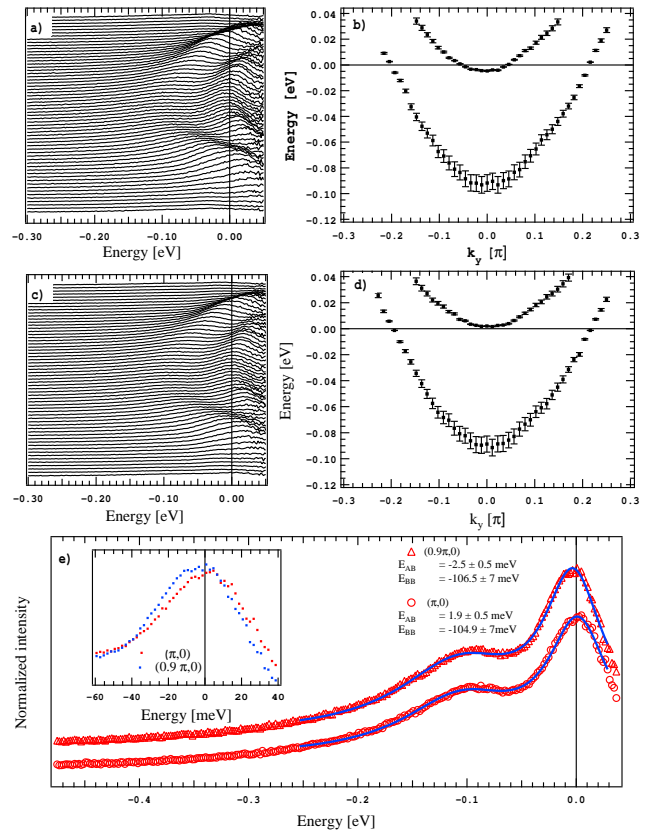 a)
−0.30
−0.20
−0.10
0.00
Energy [eV]
b)
0.04
0.02
0.00
−0.02
−0.04
−0.06
−0.08
−0.10
−0.12
Energy [eV]
−0.3
−0.2
−0.1
0.0
0.1
0.2
0.3
k_y [π]
c)
−0.30
−0.20
−0.10
0.00
Energy [eV]
d)
0.04
0.02
0.00
−0.02
−0.04
−0.06
−0.08
−0.10
−0.12
Energy [eV]
−0.3
−0.2
−0.1
0.0
0.1
0.2
0.3
k_y [π]
e)
(0.9π,0)
E_AB = -2.5 ± 0.5 meV
E_BB = -106.5 ± 7 meV
(π,0)
E_AB = 1.9 ± 0.5 meV
E_BB = -104.9 ± 7meV
(π,0)
(0.9 π,0)
−60
−40
−20
0
20
40
Energy [meV]
Normalized intensity
−0.4
−0.3
−0.2
−0.1
0.0
Energy [eV]